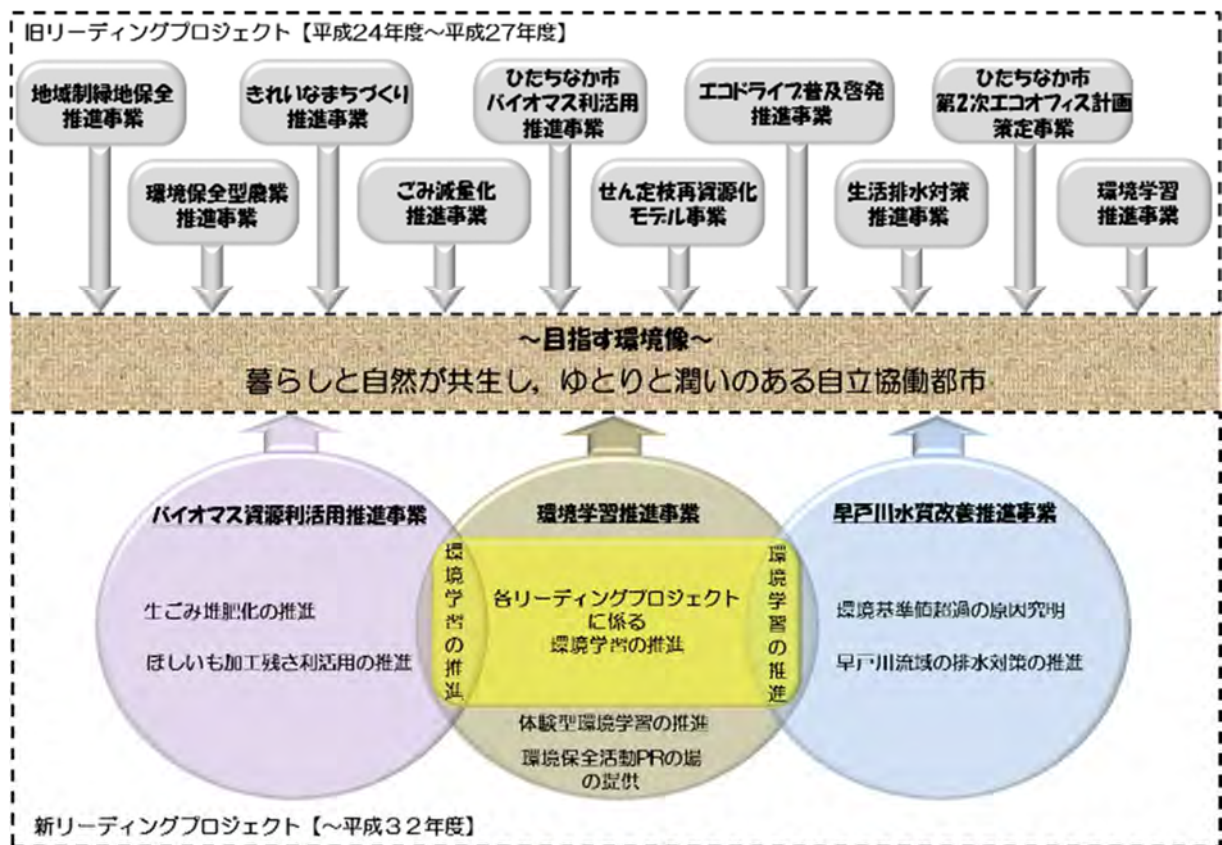 旧リーディングプロジェクト【平成24年度～平成27年度】
地域制緑地保全
推進事業
きれいなまちづくり
推進事業
ひたちなか市
バイオマス利活用
推進事業
エコドライブ普及啓発
推進事業
ひたちなか市
第2次エコオフィス計画
策定事業
環境保全型農業
推進事業
ごみ減量化
推進事業
せん定枝再資源化
モデル事業
生活排水対策
推進事業
環境学習
推進事業
～目指す環境像～
暮らしと自然が共生し，ゆとりと潤いのある自立協働都市
バイオマス資源利活用推進事業
生ごみ堆肥化の推進
ほしいも加工残さ利活用の推進
環境学習の推進
環境学習推進事業
各リーディングプロジェクト
に係る
環境学習の推進
体験型環境学習の推進
環境保全活動PRの場
の提供
環境学習の推進
早戸川水質改善推進事業
環境基準値超過の原因究明
早戸川流域の排水対策の推進
新リーディングプロジェクト【～平成３２年度】